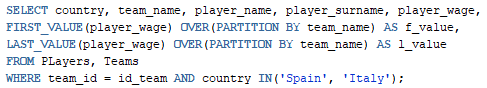 SELECT country, team_name, player_name, player_surname, player_wage,
FIRST_VALUE(player_wage) OVER(PARTITION BY team_name) AS f_value,
LAST_VALUE(player_wage) OVER(PARTITION BY team_name) AS l_value
FROM PLayers, Teams
WHERE team_id = id_team AND country IN('Spain', 'Italy');